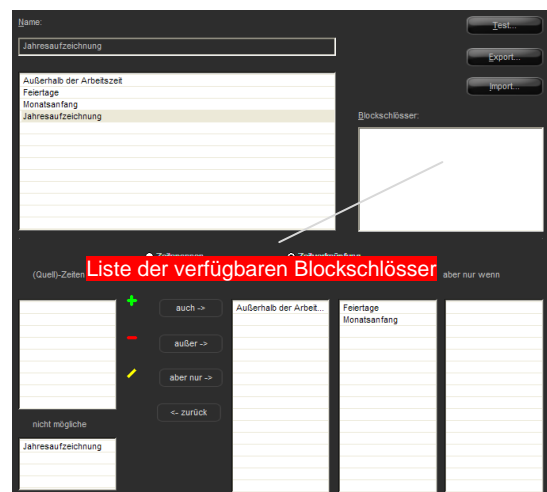 Name:
Test...
Jahresaufzeichnung
Export...
Außerhalb der Arbeitszeit
Import...
Feiertage
Monatsanfang
Jahresaufzeichnung
Blockschlösser:
Liste der verfügbaren Blockschlösser
(Quell)-Zeiten
aber nur wenn
auch ->
Außerhalb der Arbeit...
Feiertage
Monatsanfang
außer ->
aber nur ->
<- zurück
nicht mögliche
Jahresaufzeichnung